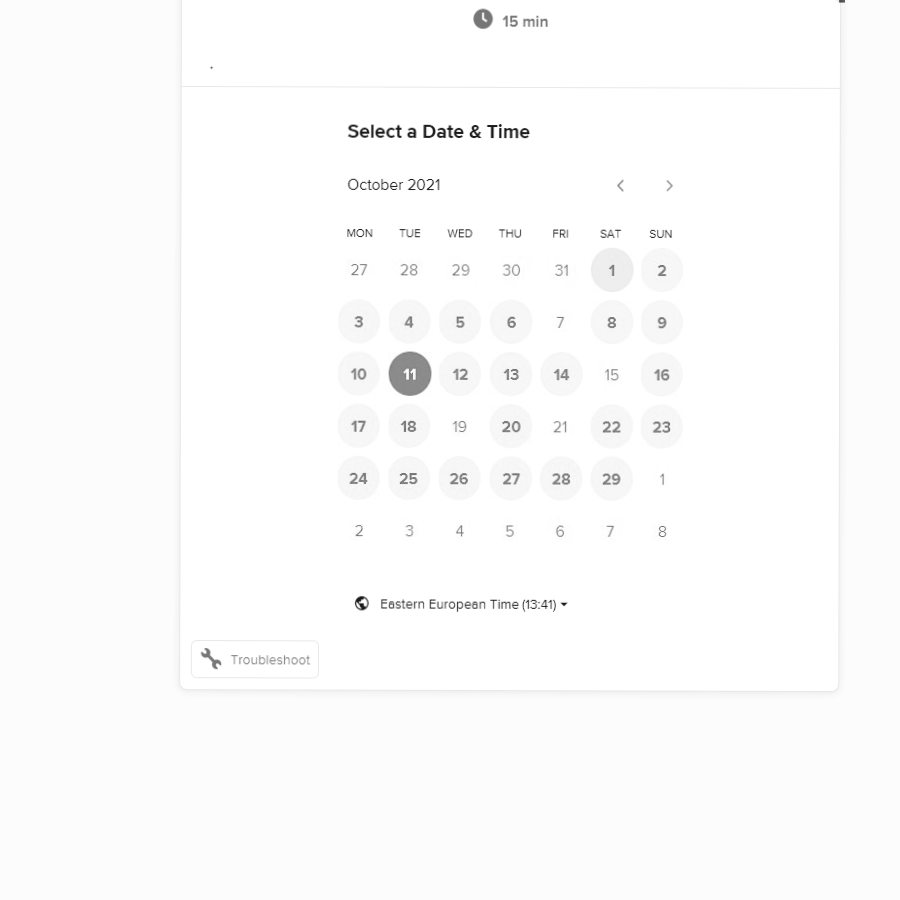 15 min
.
Select a Date & Time
October 2021
MON TUE WED THU FRI SAT SUN
27 28 29 30 31 1 2
3 4 5 6 7 8 9
10 11 12 13 14 15 16
17 18 19 20 21 22 23
24 25 26 27 28 29 1
2 3 4 5 6 7 8
Eastern European Time (13:41)
Troubleshoot